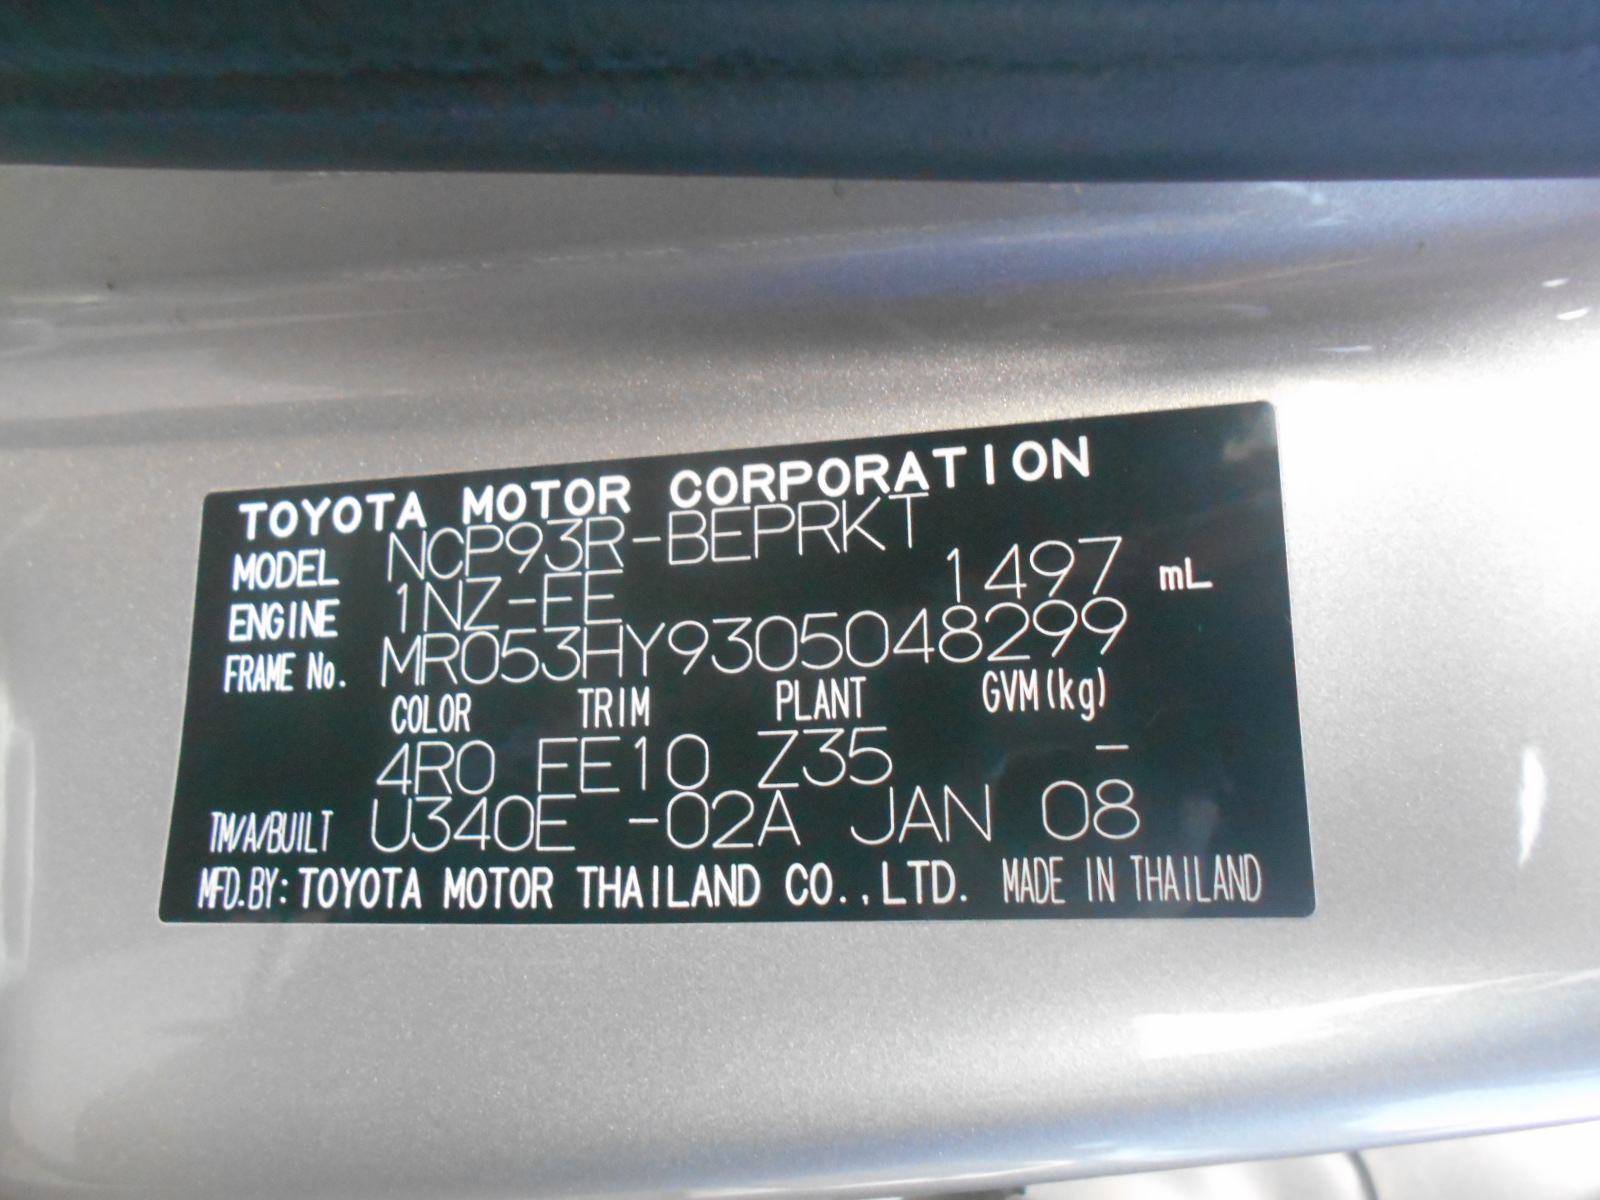 TOYOTA MOTOR CORPORATION
MODEL NCP93R-BEPRKT
ENGINE 1NZ-FE 1497 mL
FRAME No. MR053HY9305048299
COLOR TRIM PLANT GVM(kg)
4R0 FE10 Z35 -
TM/A/BUILT U340E -02A JAN 08
MFD.BY: TOYOTA MOTOR THAILAND CO.,LTD. MADE IN THAILAND